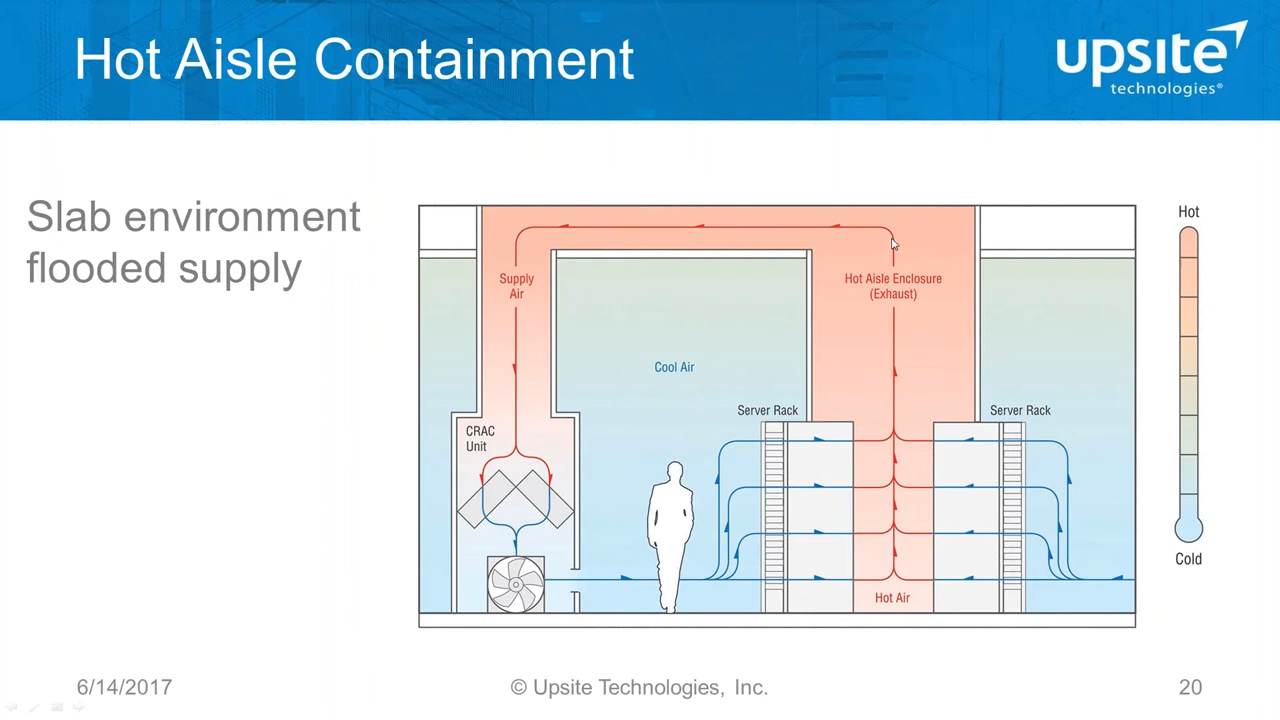 Hot Aisle Containment
upsite
technologies®
Slab environment
flooded supply
Supply
Air
Hot Aisle Enclosure
(Exhaust)
Cool Air
CRAC
Unit
Server Rack
Server Rack
Hot Air
Hot
Cold
6/14/2017
© Upsite Technologies, Inc.
20